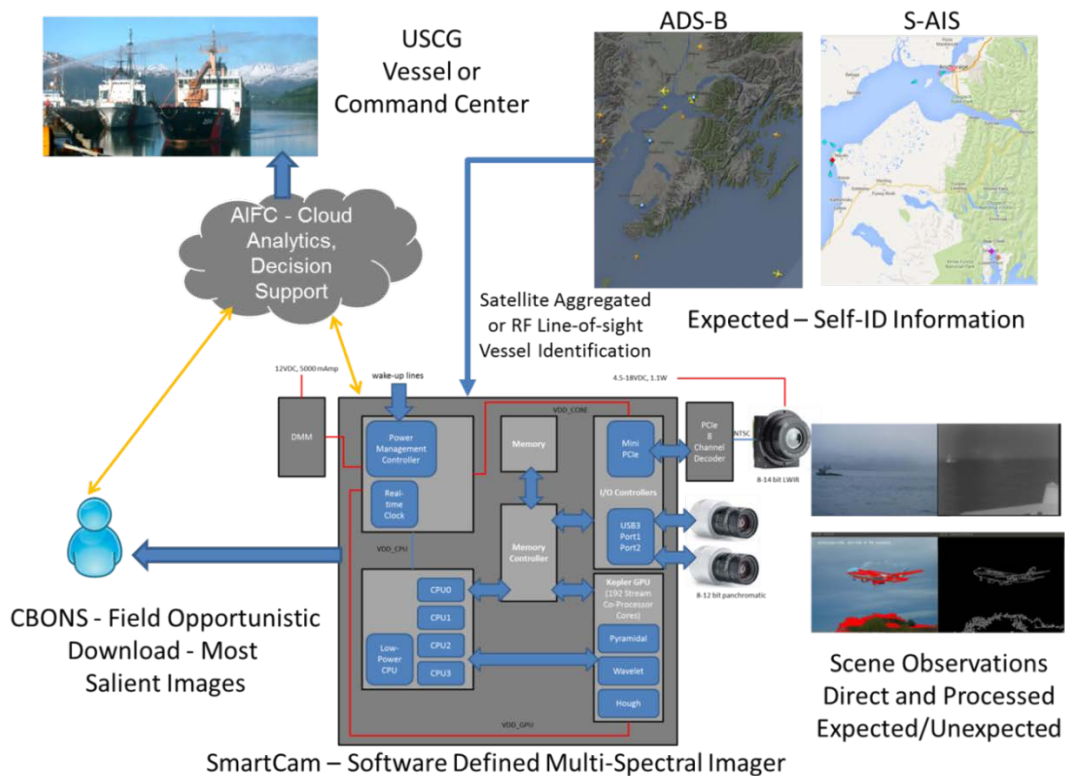 USCG
Vessel or
Command Center
ADS-B
S-AIS
AIFC - Cloud
Analytics,
Decision
Support
Satellite Aggregated
or RF Line-of-sight
Vessel Identification
Expected – Self-ID Information
12VDC, 5000 mAmp
wake-up lines
4.5-18VDC, 1.1W
VDD_CORE
DMM
Power
Management
Controller
Real-
time
Clock
Memory
Mini
PCIe
I/O Controllers
PCIe
8
Channel
Decoder
NTSC
8-14 bit LWIR
USB3
Port1
Port2
Memory
Controller
8-12 bit panchromatic
VDD_CPU
CPU0
CPU1
CPU2
CPU3
Low-
Power
CPU
Kepler GPU
(192 Stream
Co-Processor
Cores)
Pyramidal
Wavelet
Hough
VDD_GPU
CBONS - Field Opportunistic
Download - Most
Salient Images
Scene Observations
Direct and Processed
Expected/Unexpected
SmartCam – Software Defined Multi-Spectral Imager